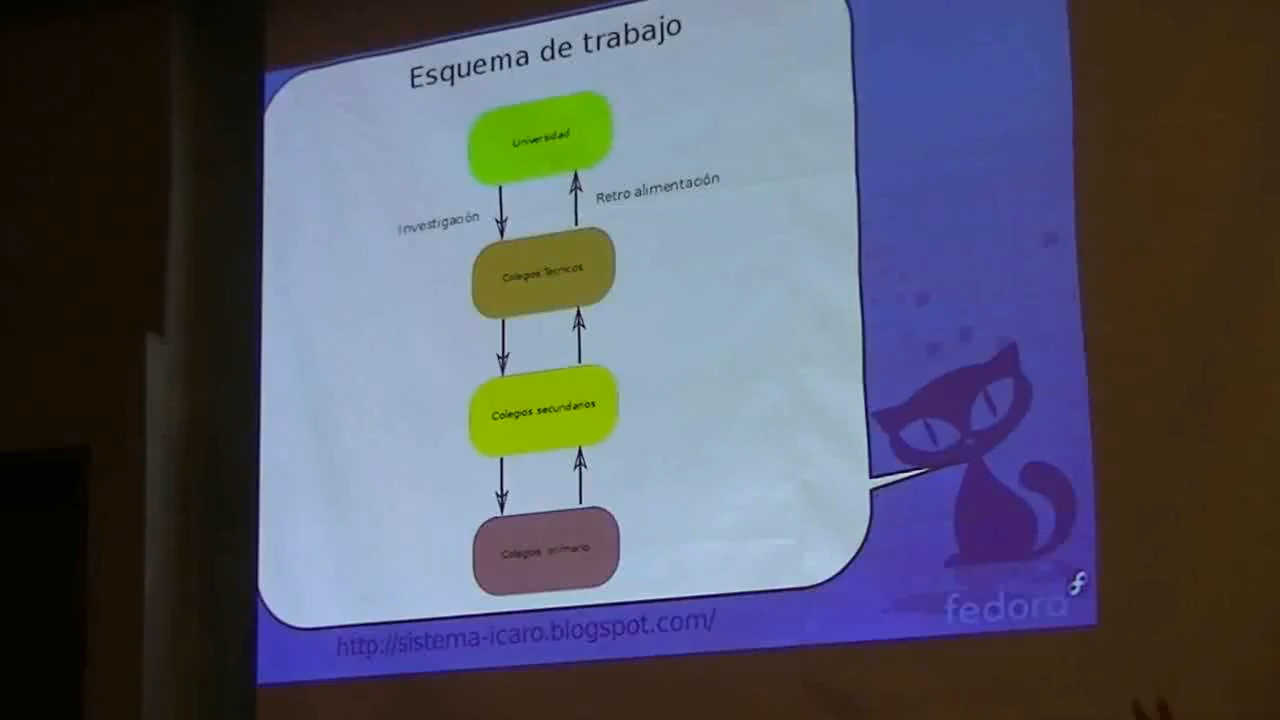 Esquema de trabajo
Universidad
Investigación
Retro alimentación
Colegios Tecnicos
Colegios secundarios
Colegios primario
http://sistema-icaro.blogspot.com/
fedora